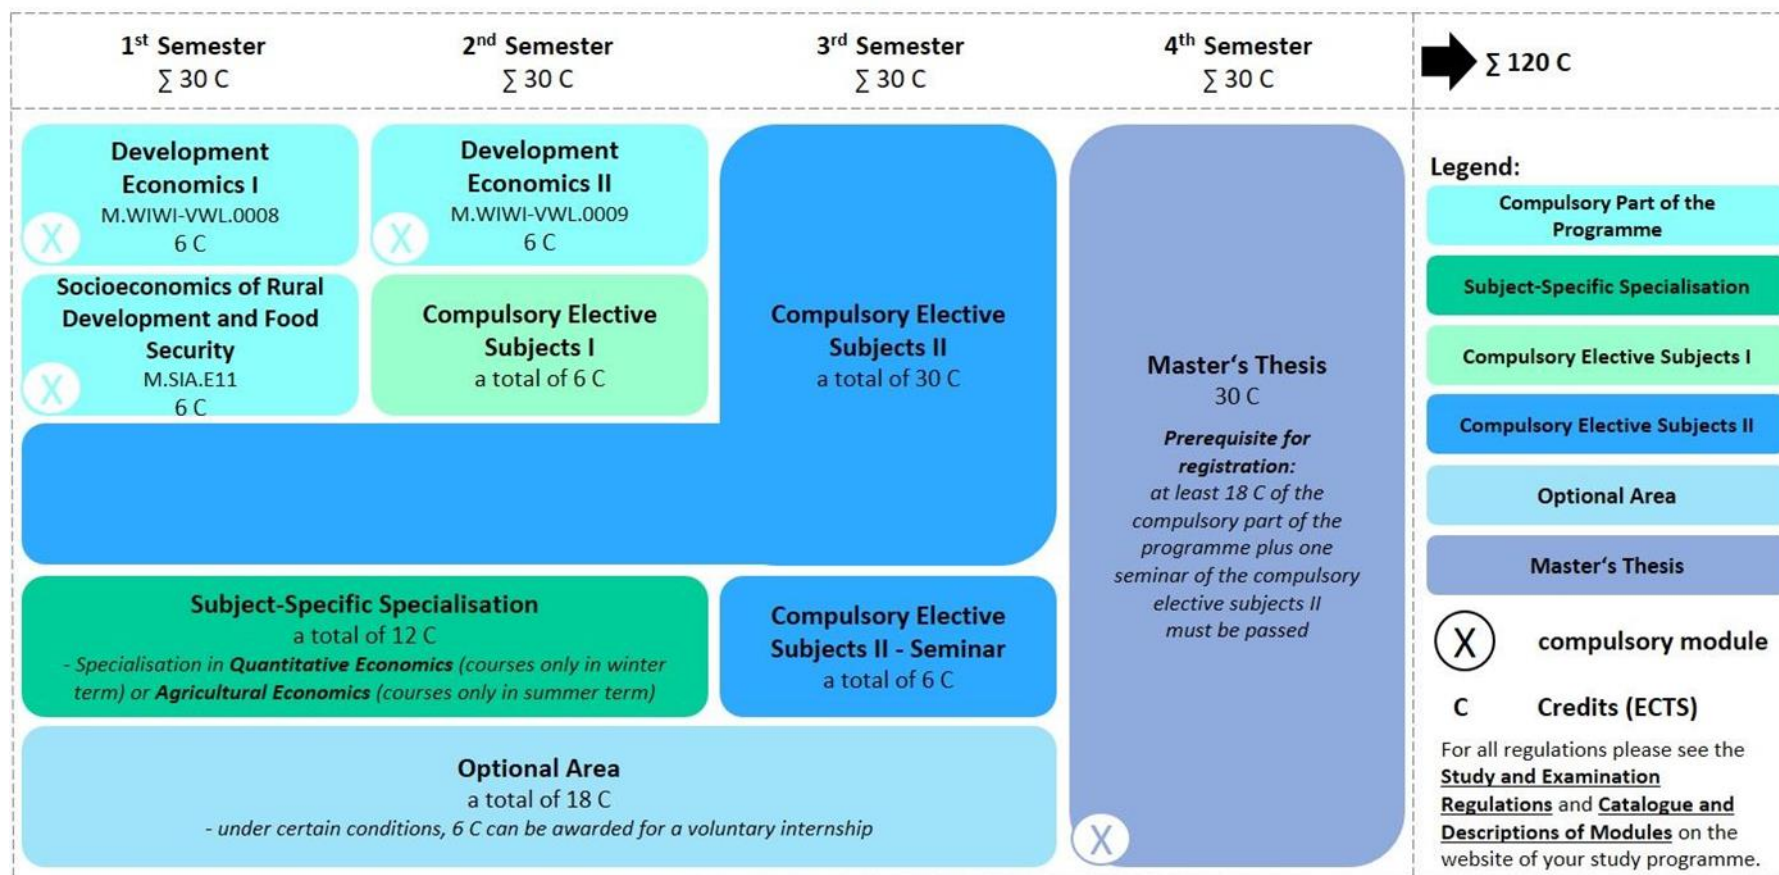 1st Semester
∑ 30 C
2nd Semester
∑ 30 C
3rd Semester
∑ 30 C
4th Semester
∑ 30 C
∑ 120 C
Development
Economics I
M.WIWI-VWL.0008
6 C
X
Development
Economics II
M.WIWI-VWL.0009
6 C
X
Socioeconomics of Rural
Development and Food
Security
M.SIA.E11
6 C
X
Compulsory Elective
Subjects I
a total of 6 C
Compulsory Elective
Subjects II
a total of 30 C
Master‘s Thesis
30 C
Prerequisite for
registration:
at least 18 C of the
compulsory part of the
programme plus one
seminar of the compulsory
elective subjects II
must be passed
X
Subject-Specific Specialisation
a total of 12 C
- Specialisation in Quantitative Economics (courses only in winter
term) or Agricultural Economics (courses only in summer term)
Compulsory Elective
Subjects II - Seminar
a total of 6 C
Optional Area
a total of 18 C
- under certain conditions, 6 C can be awarded for a voluntary internship
Legend:
Compulsory Part of the
Programme
Subject-Specific Specialisation
Compulsory Elective Subjects I
Compulsory Elective Subjects II
Optional Area
Master‘s Thesis
X compulsory module
C Credits (ECTS)
For all regulations please see the
Study and Examination
Regulations and Catalogue and
Descriptions of Modules on the
website of your study programme.